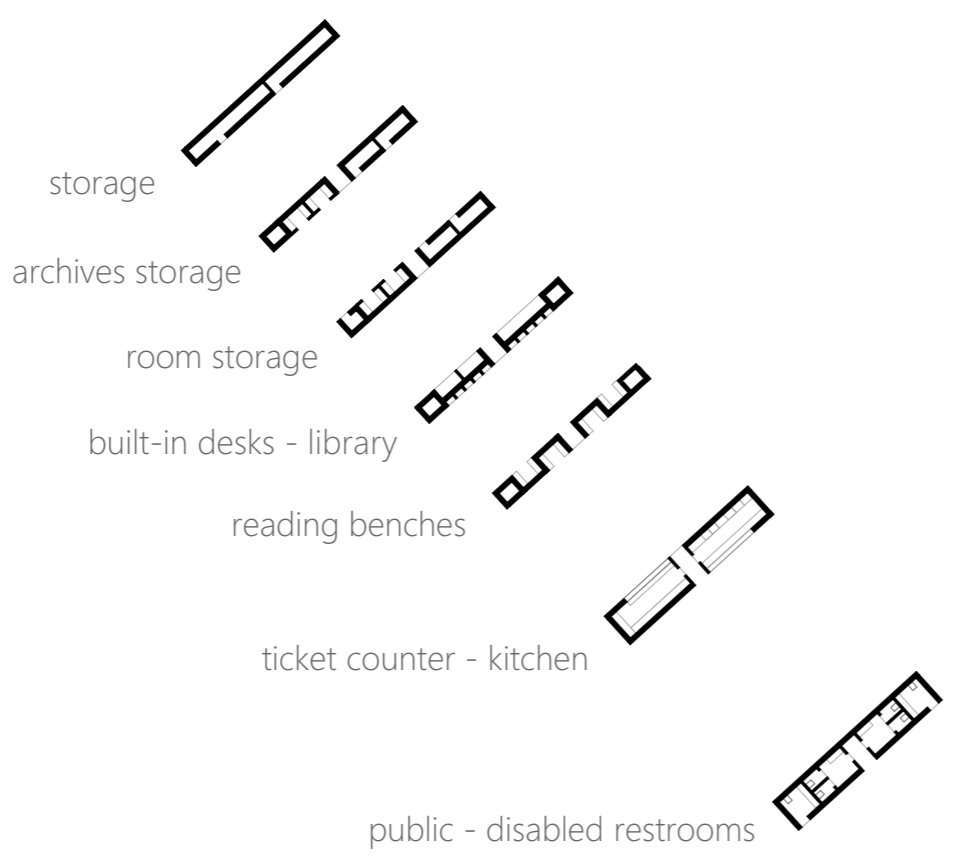 storage
archives storage
room storage
built-in desks - library
reading benches
ticket counter - kitchen
public - disabled restrooms